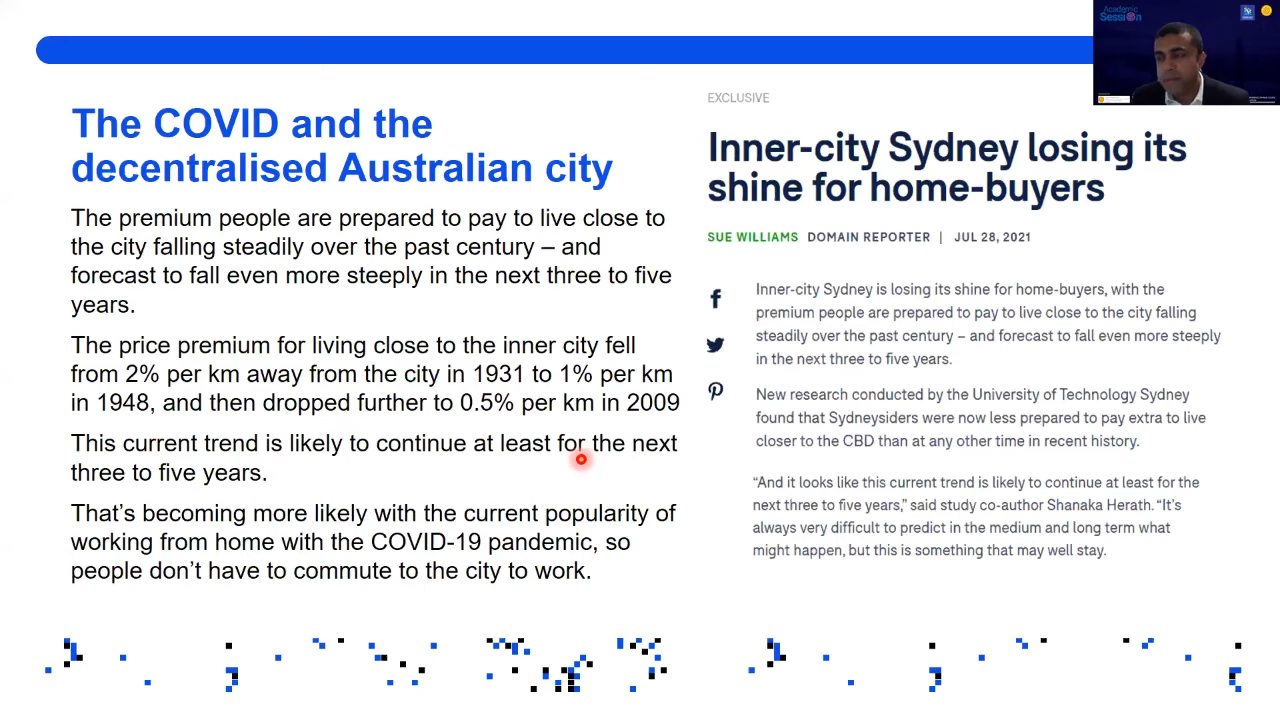 Academic
Session
The COVID and the
decentralised Australian city
The premium people are prepared to pay to live close to
the city falling steadily over the past century – and
forecast to fall even more steeply in the next three to five
years.
The price premium for living close to the inner city fell
from 2% per km away from the city in 1931 to 1% per km
in 1948, and then dropped further to 0.5% per km in 2009
This current trend is likely to continue at least for the next
three to five years.
That’s becoming more likely with the current popularity of
working from home with the COVID-19 pandemic, so
people don’t have to commute to the city to work.
EXCLUSIVE
Inner-city Sydney losing its
shine for home-buyers
SUE WILLIAMS DOMAIN REPORTER | JUL 28, 2021
Inner-city Sydney is losing its shine for home-buyers, with the
premium people are prepared to pay to live close to the city falling
steadily over the past century – and forecast to fall even more steeply
in the next three to five years.
New research conducted by the University of Technology Sydney
found that Sydneysiders were now less prepared to pay extra to live
closer to the CBD than at any other time in recent history.
“And it looks like this current trend is likely to continue at least for the
next three to five years,” said study co-author Shanaka Herath. “It’s
always very difficult to predict in the medium and long term what
might happen, but this is something that may well stay.